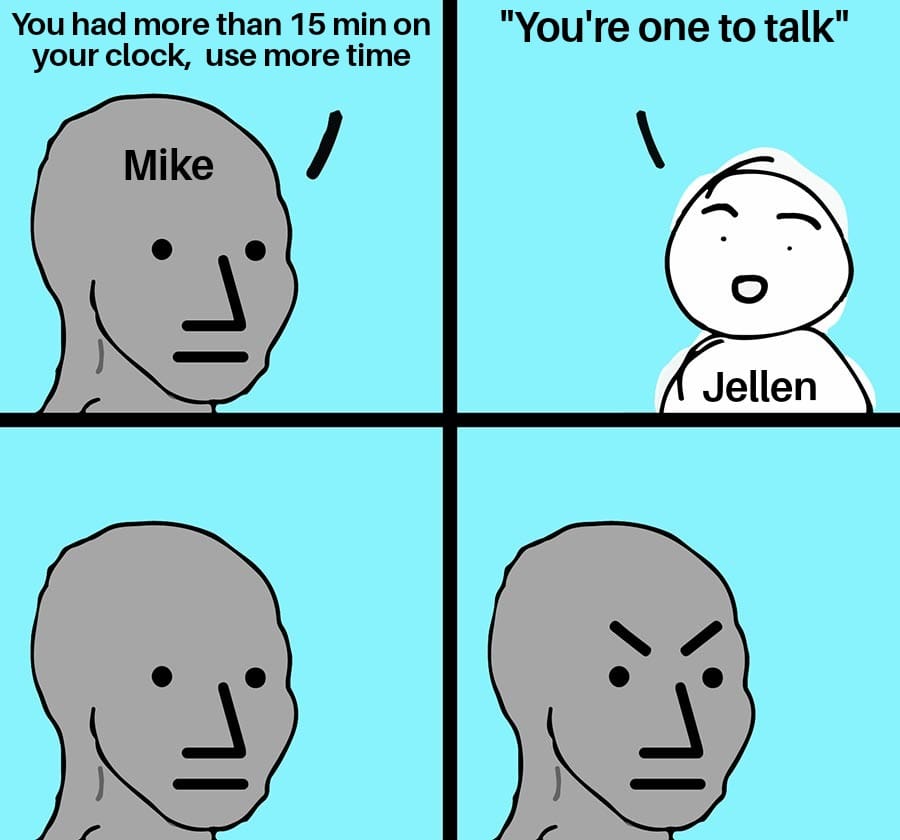 You had more than 15 min on
your clock,  use more time
Mike
"You're one to talk"
Jellen